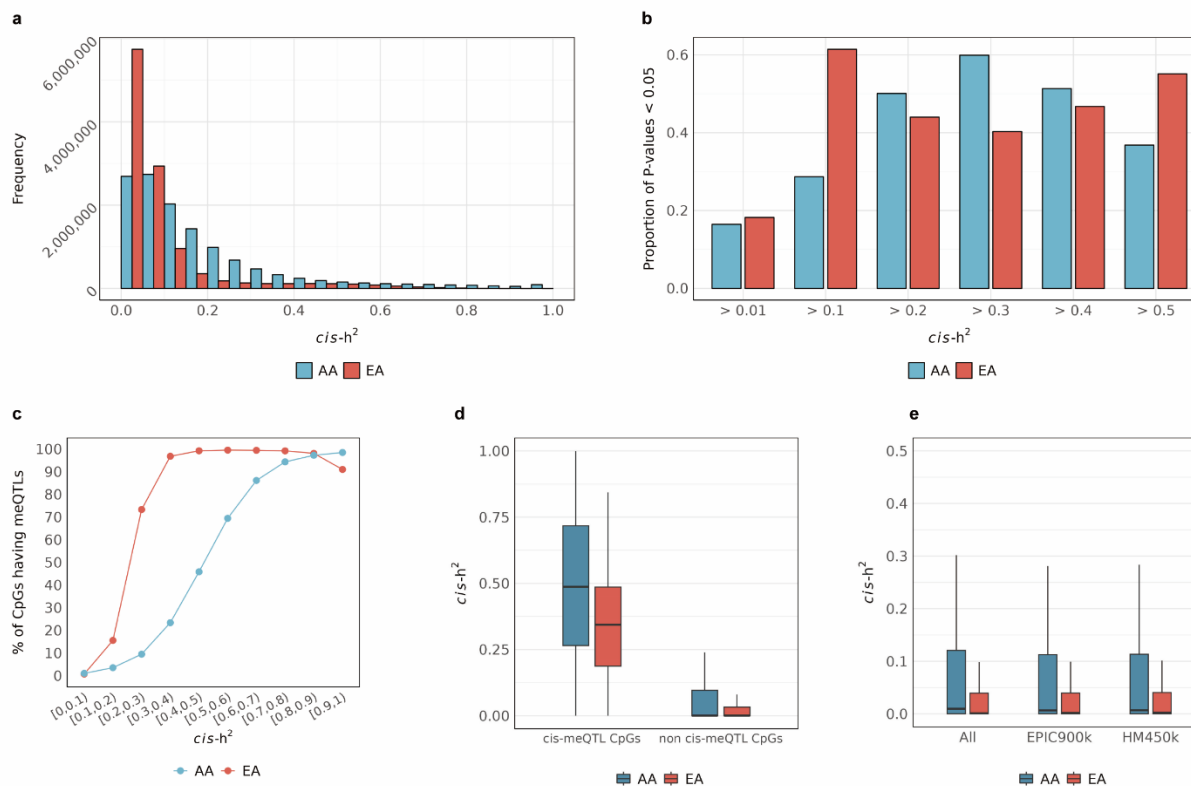 a
6,000,000
4,000,000
2,000,000
0
Frequency
0.0 0.2 0.4 0.6 0.8 1.0
cis-h²
AA EA
b
0.6
0.4
0.2
0.0
Proportion of P-values < 0.05
> 0.01 > 0.1 > 0.2 > 0.3 > 0.4 > 0.5
cis-h²
AA EA
c
100
90
80
70
60
50
40
30
20
10
0
% of CpGs having meQTLs
[0,0.1) [0.1,0.2) [0.2,0.3) [0.3,0.4) [0.4,0.5) [0.5,0.6) [0.6,0.7) [0.7,0.8) [0.8,0.9) [0.9,1)
cis-h²
AA EA
d
1.00
0.75
0.50
0.25
0.00
cis-h²
cis-meQTL CpGs non cis-meQTL CpGs
AA EA
e
0.5
0.4
0.3
0.2
0.1
0.0
cis-h²
All EPIC900k HM450k
AA EA